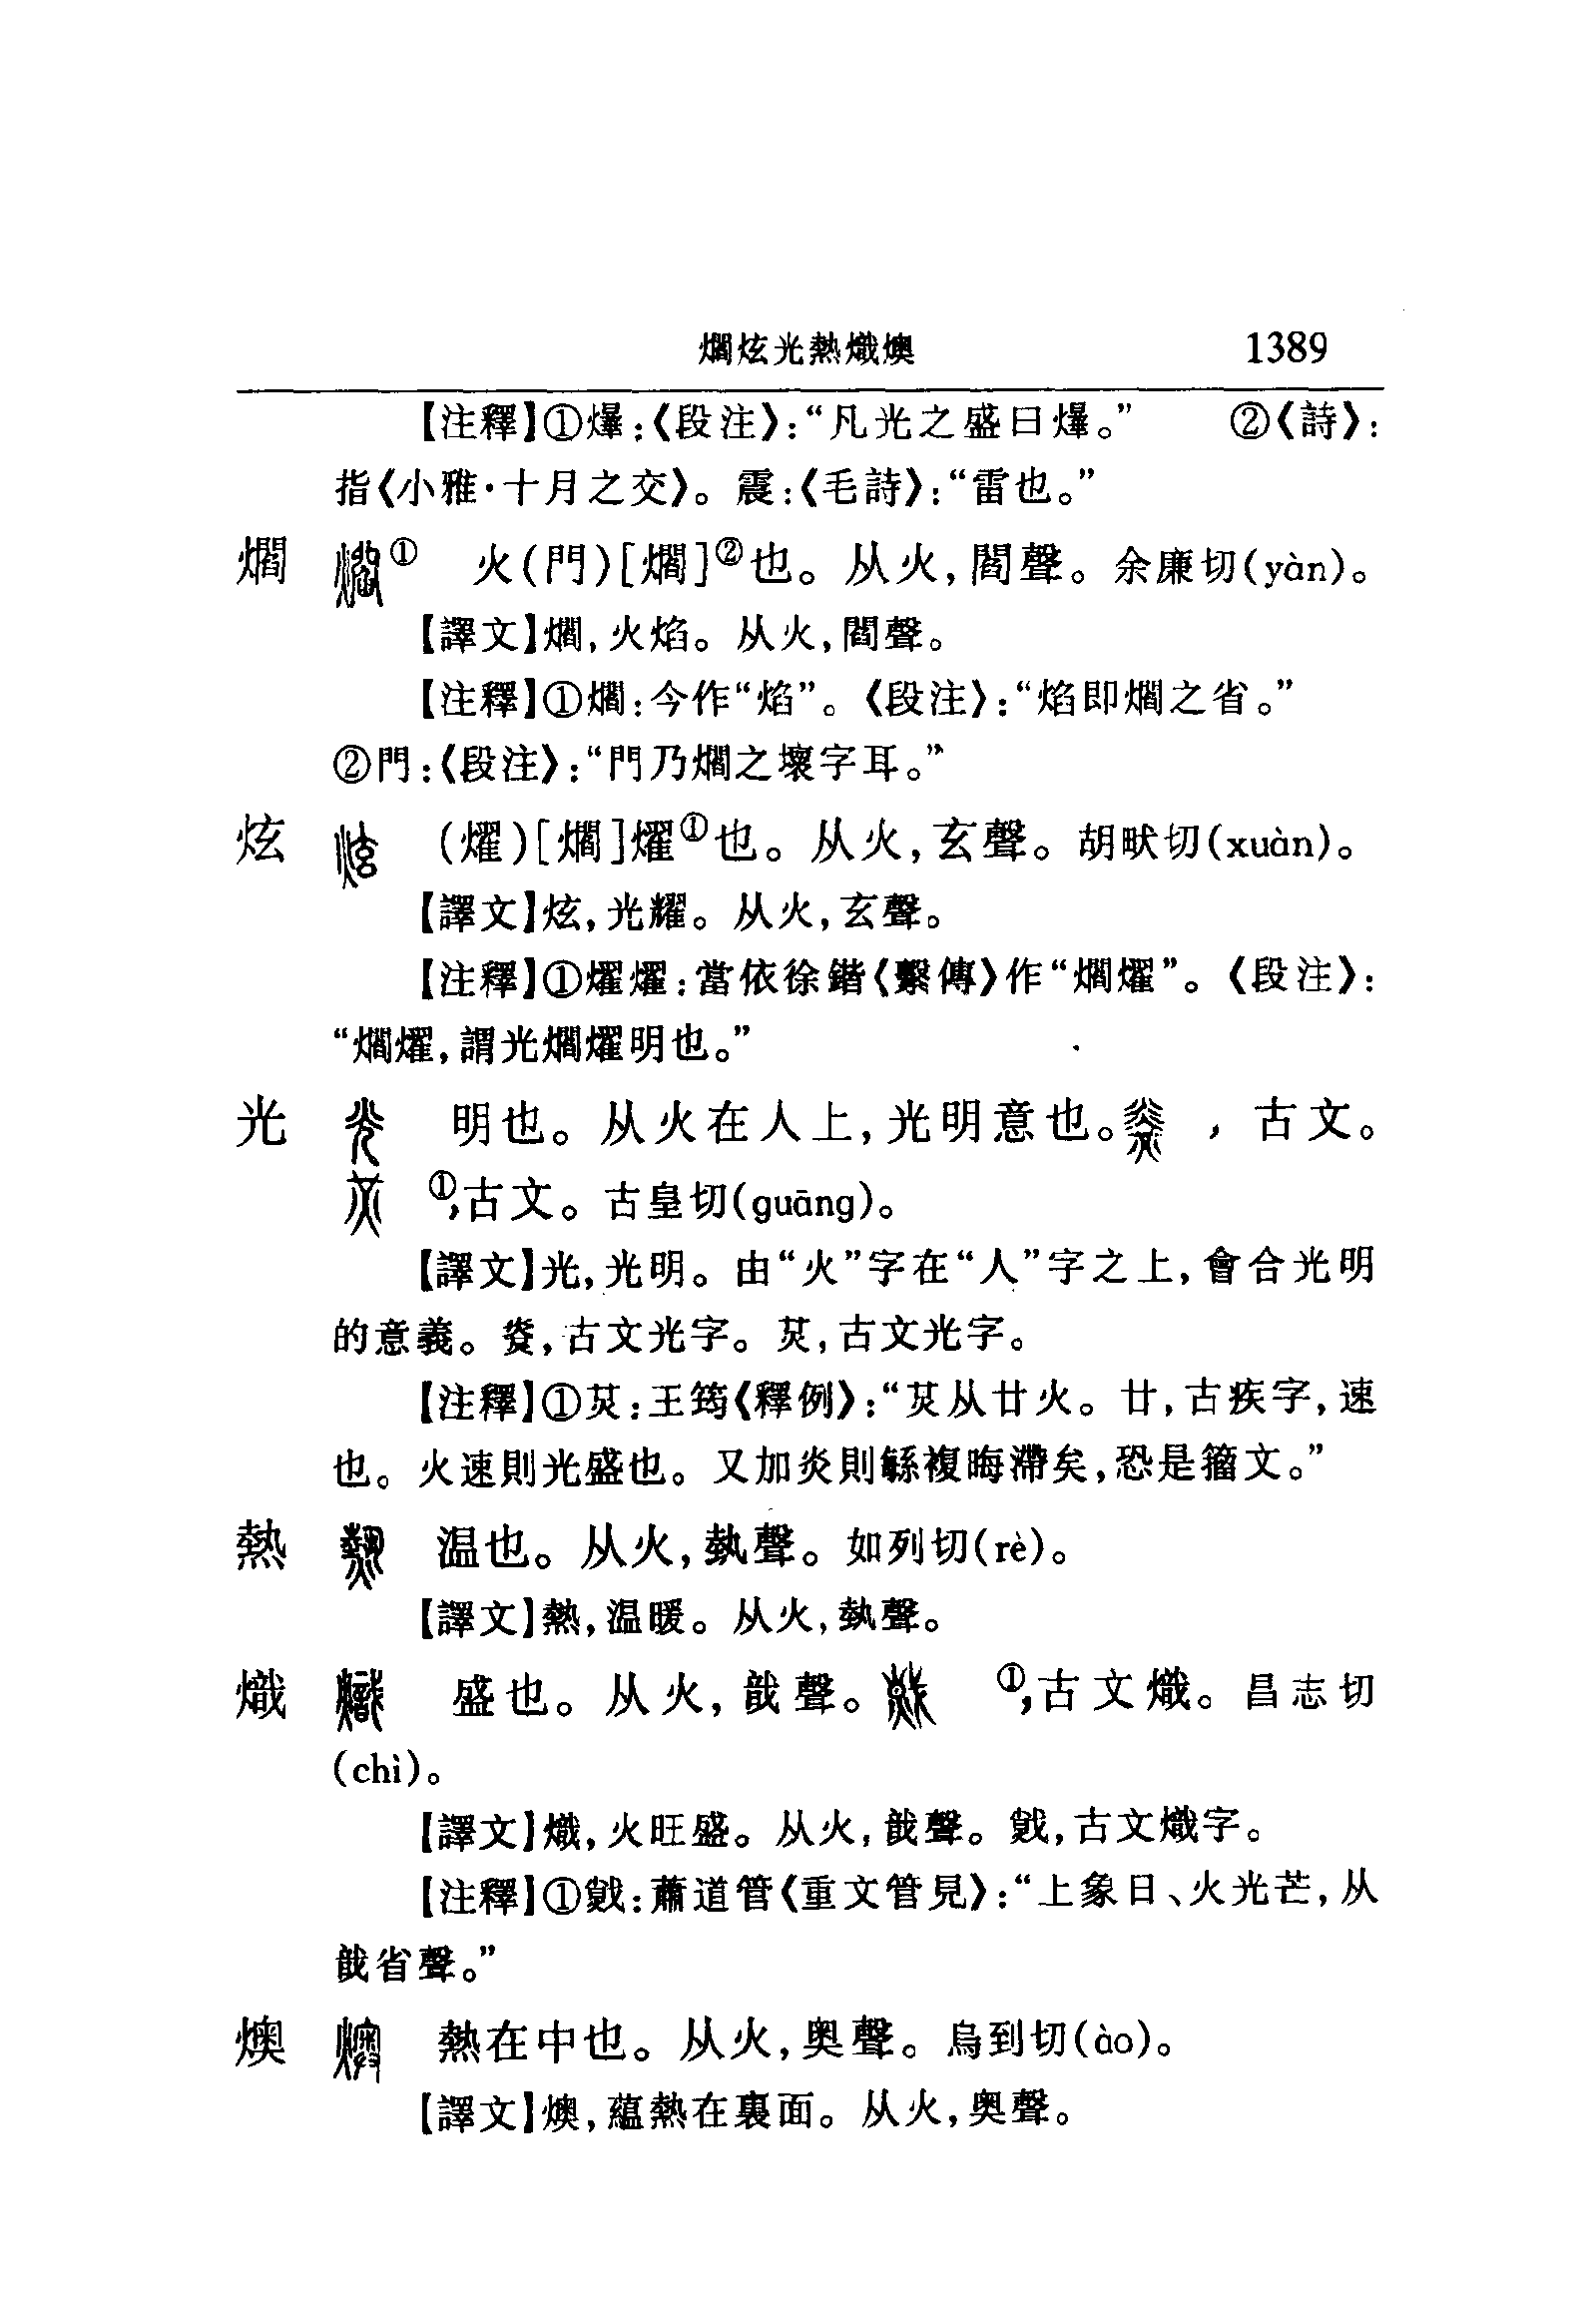 爓炫光熱熾燠 1389
【注釋】①爗:《段注》:“凡光之盛曰爗。” ②《詩》:
指《小雅·十月之交》。震:《毛詩》:“雷也。”
爓 ① 火(門)[爓]②也。从火,閻聲。余廉切(yàn)。
【譯文】爓,火焰。从火,閻聲。
【注釋】①爓:今作“焰”。《段注》:“焰即爓之省。”
②門:《段注》:“門乃爓之壞字耳。”
炫 (燿)[爓]燿①也。从火,玄聲。胡畎切(xuàn)。
【譯文】炫,光耀。从火,玄聲。
【注釋】①燿燿:當依徐鍇《繫傳》作“爓燿”。《段注》:
“爓燿,謂光爓燿明也。”
光 明也。从火在人上,光明意也。 ,古文。
①,古文。古皇切(guāng)。
【譯文】光,光明。由“火”字在“人”字之上,會合光明
的意義。 ,古文光字。炗,古文光字。
【注釋】①炗:王筠《釋例》:“炗从廿火。廿,古疾字,速
也。火速則光盛也。又加炎則緐複晦滯矣,恐是籀文。”
熱 温也。从火,埶聲。如列切(rè)。
【譯文】熱,温暖。从火,埶聲。
熾 盛也。从火,戠聲。 ①,古文熾。昌志切
(chì)。
【譯文】熾,火旺盛。从火,戠聲。 ,古文熾字。
【注釋】① :蕭道管《重文管見》:“上象日、火光芒,从
戠省聲。”
燠 熱在中也。从火,奥聲。烏到切(ào)。
【譯文】燠,藴熱在裏面。从火,奥聲。